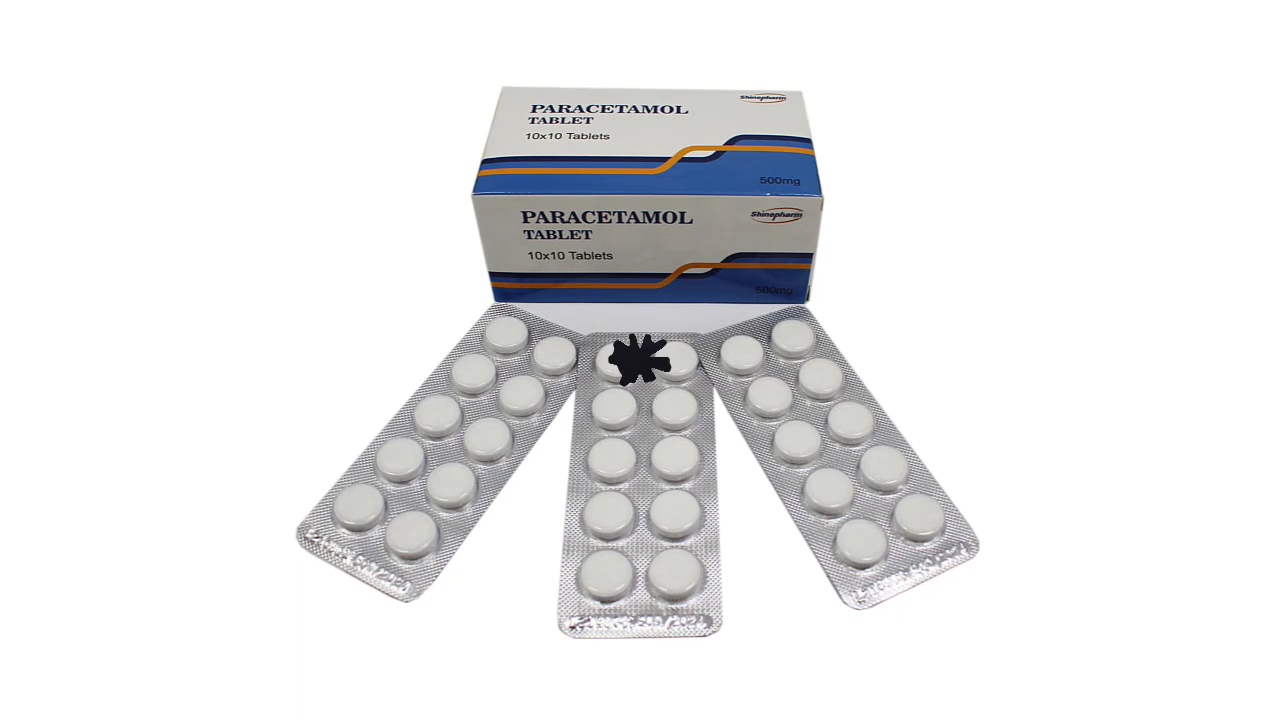 Shinepharm
PARACETAMOL
TABLET
10x10 Tablets
500mg
Shinepharm
PARACETAMOL
TABLET
10x10 Tablets
500mg